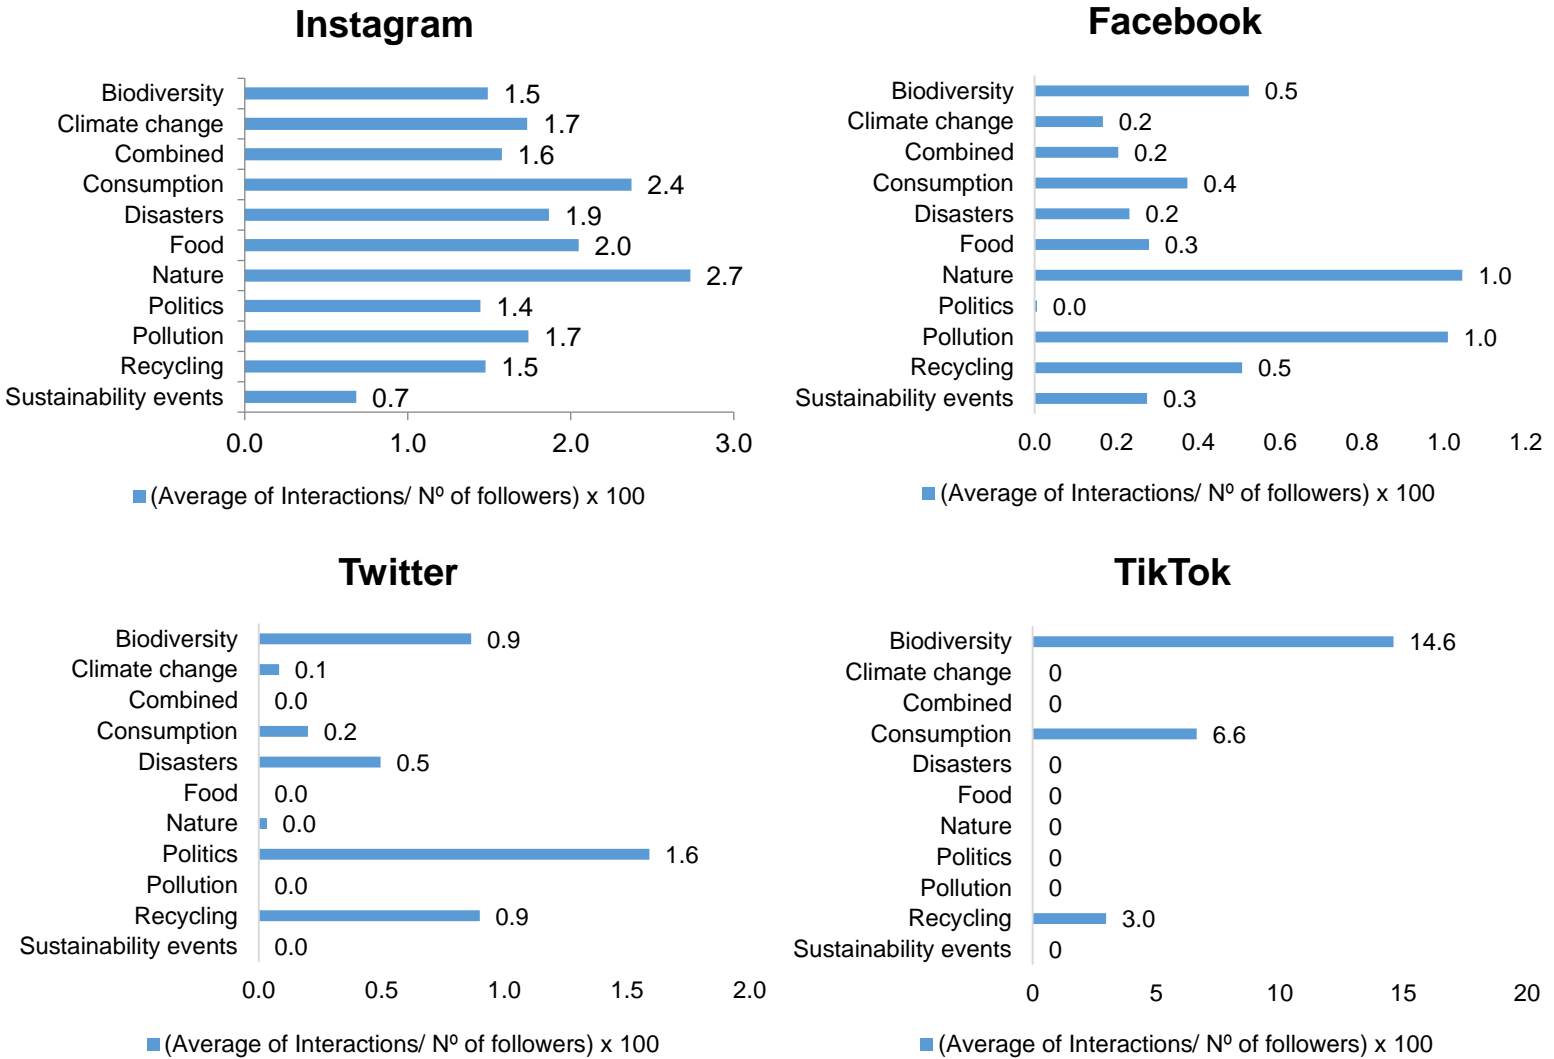 Instagram
Biodiversity 1.5
Climate change 1.7
Combined 1.6
Consumption 2.4
Disasters 1.9
Food 2.0
Nature 2.7
Politics 1.4
Pollution 1.7
Recycling 1.5
Sustainability events 0.7
0.0 1.0 2.0 3.0
(Average of Interactions/ Nº of followers) x 100
Facebook
Biodiversity 0.5
Climate change 0.2
Combined 0.2
Consumption 0.4
Disasters 0.2
Food 0.3
Nature 1.0
Politics 0.0
Pollution 1.0
Recycling 0.5
Sustainability events 0.3
0.0 0.2 0.4 0.6 0.8 1.0 1.2
(Average of Interactions/ Nº of followers) x 100
Twitter
Biodiversity 0.9
Climate change 0.1
Combined 0.0
Consumption 0.2
Disasters 0.5
Food 0.0
Nature 0.0
Politics 1.6
Pollution 0.0
Recycling 0.9
Sustainability events 0.0
0.0 0.5 1.0 1.5 2.0
(Average of Interactions/ Nº of followers) x 100
TikTok
Biodiversity 14.6
Climate change 0
Combined 0
Consumption 6.6
Disasters 0
Food 0
Nature 0
Politics 0
Pollution 0
Recycling 3.0
Sustainability events 0
0 5 10 15 20
(Average of Interactions/ Nº of followers) x 100